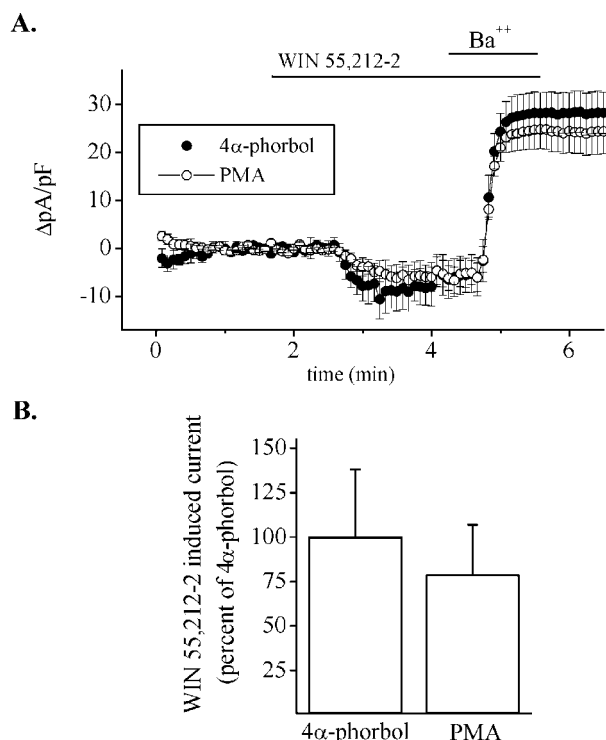 A.
Ba++
WIN 55,212-2
30
20
10
0
-10
ΔpA/pF
4α-phorbol
PMA
0
2
4
6
time (min)
B.
WIN 55,212-2 induced current
(percent of 4α-phorbol)
150
125
100
75
50
25
4α-phorbol
PMA